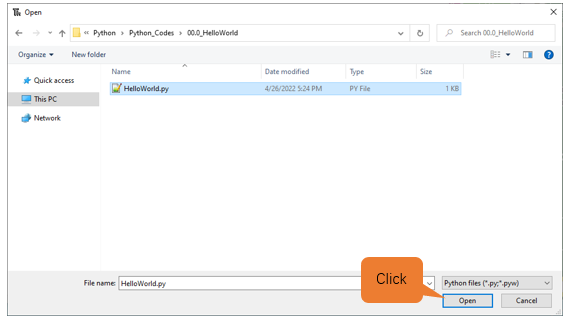 Open
« Python › Python_Codes › 00.0_HelloWorld
Search 00.0_HelloWorld
Organize
New folder
Name Date modified Type Size
Quick access
This PC
Network
HelloWorld.py 4/26/2022 5:24 PM PY File 1 KB
Click
File name: HelloWorld.py
Python files (*.py;*.pyw)
Open Cancel